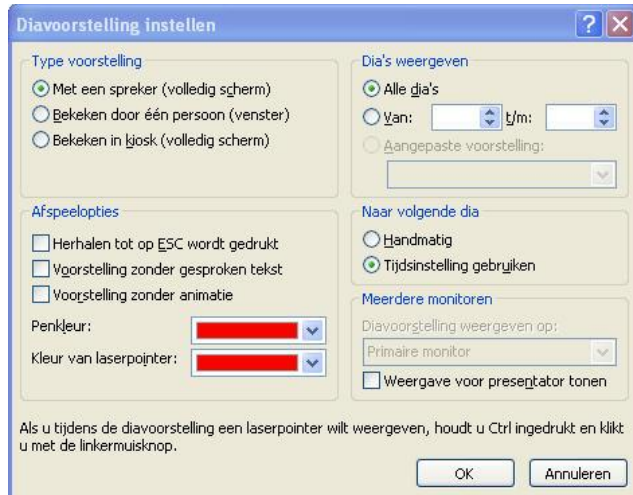 Diavoorstelling instellen
Type voorstelling
Met een spreker (volledig scherm)
Bekeken door één persoon (venster)
Bekeken in kiosk (volledig scherm)
Dia's weergeven
Alle dia's
Van: t/m:
Aangepaste voorstelling:
Afspeelopties
Herhalen tot op ESC wordt gedrukt
Voorstelling zonder gesproken tekst
Voorstelling zonder animatie
Penkleur:
Kleur van laserpointer:
Naar volgende dia
Handmatig
Tijdsinstelling gebruiken
Meerdere monitoren
Diavoorstelling weergeven op:
Primaire monitor
Weergave voor presentator tonen
Als u tijdens de diavoorstelling een laserpointer wilt weergeven, houdt u Ctrl ingedrukt en klikt
u met de linkermuisknop.
OK Annuleren